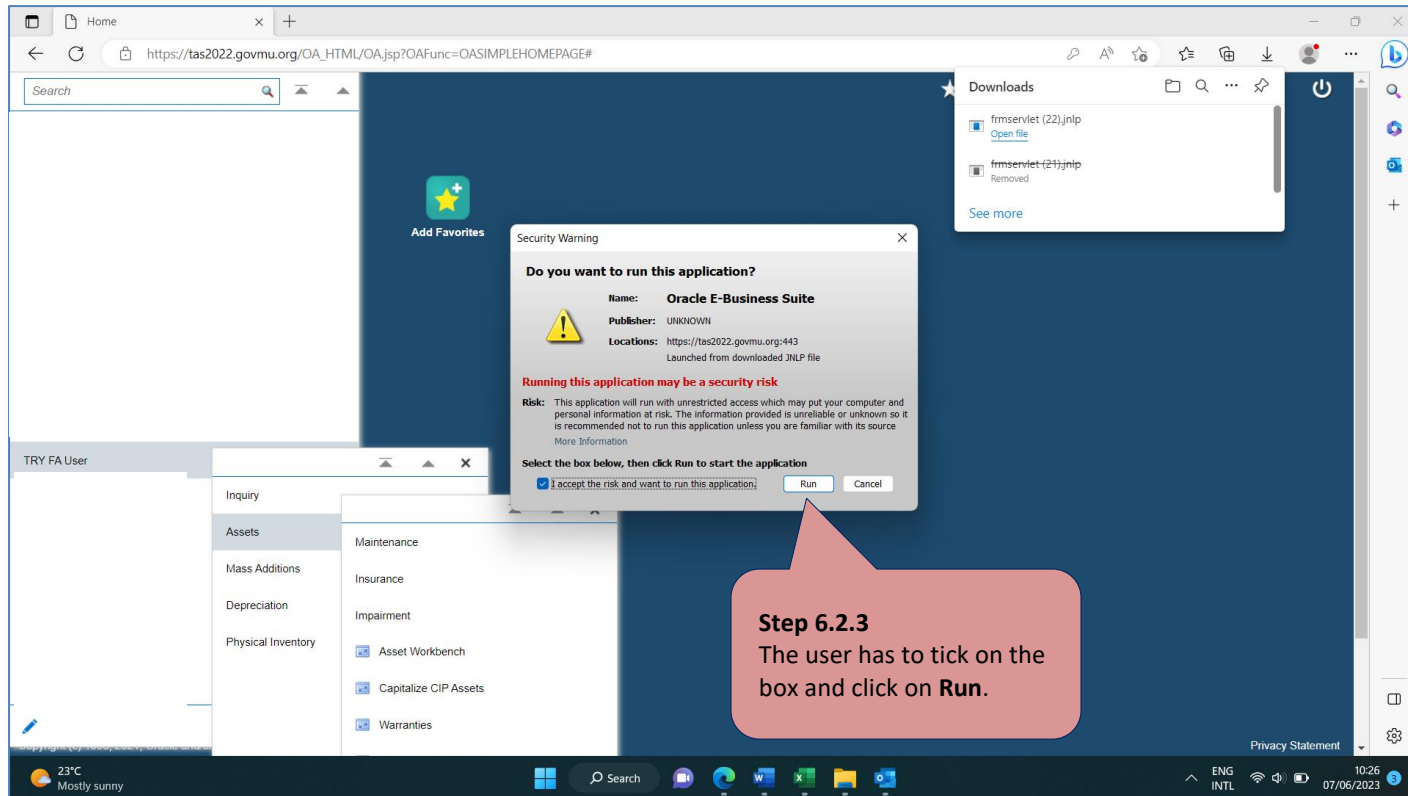 Home
https://tas2022.govmu.org/OA_HTML/OA.jsp?OAFunc=OASIMPLEHOMEPAGE#
Search
Downloads
frmservlet (22).jnlp
Open file
frmservlet (21).jnlp
Removed
See more
Add Favorites
Security Warning
Do you want to run this application?
Name: Oracle E-Business Suite
Publisher: UNKNOWN
Locations: https://tas2022.govmu.org:443
Launched from downloaded JNLP file
Running this application may be a security risk
Risk: This application will run with unrestricted access which may put your computer and
personal information at risk. The information provided is unreliable or unknown so it
is recommended not to run this application unless you are familiar with its source
More Information
Select the box below, then click Run to start the application
I accept the risk and want to run this application.
Run
Cancel
TRY FA User
Inquiry
Assets
Mass Additions
Depreciation
Physical Inventory
Maintenance
Insurance
Impairment
Asset Workbench
Capitalize CIP Assets
Warranties
Step 6.2.3
The user has to tick on the
box and click on Run.
Privacy Statement
23°C
Mostly sunny
Search
ENG
INTL
10:26
07/06/2023
3